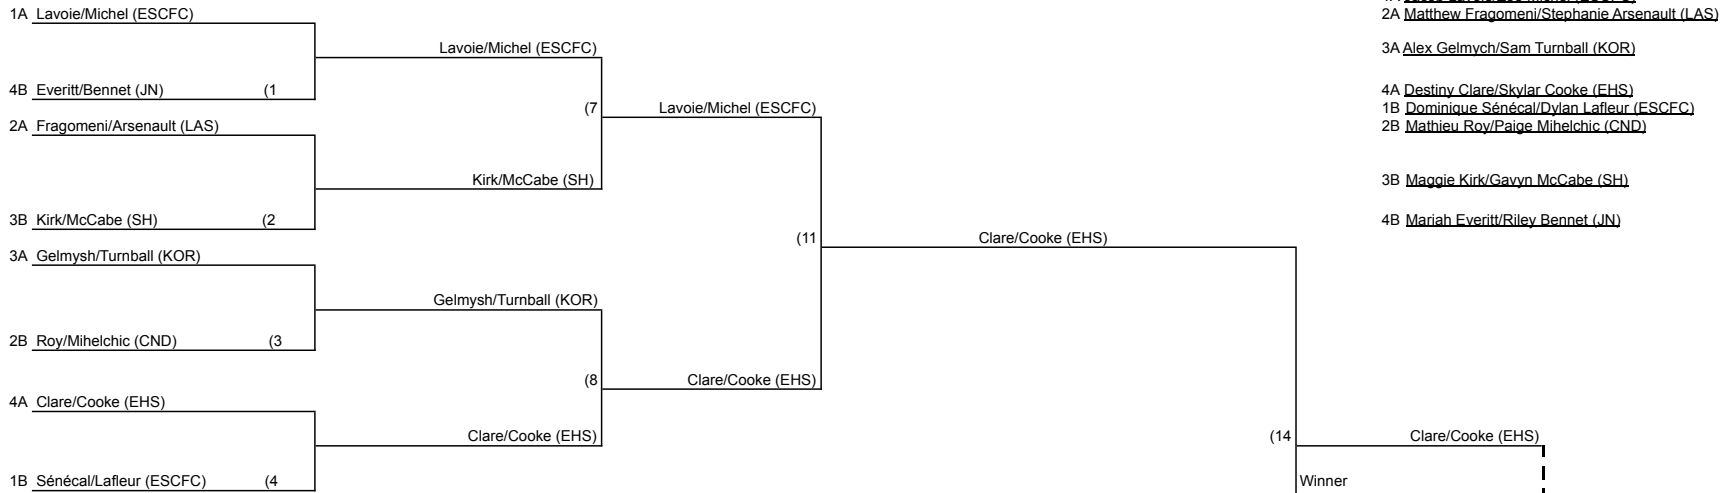 1A Lavoie/Michel (ESCFC)
Lavoie/Michel (ESCFC)
4B Everitt/Bennet (JN) (1
(7 Lavoie/Michel (ESCFC)
2A Fragomeni/Arsenault (LAS)
Kirk/McCabe (SH)
3B Kirk/McCabe (SH) (2
(11 Clare/Cooke (EHS)
3A Gelmysh/Turnball (KOR)
Gelmysh/Turnball (KOR)
2B Roy/Mihelchic (CND) (3
(8 Clare/Cooke (EHS)
4A Clare/Cooke (EHS)
Clare/Cooke (EHS)
(14 Clare/Cooke (EHS)
1B Sénécal/Lafleur (ESCFC) (4
Winner
2A Matthew Fragomeni/Stephanie Arsenault (LAS)
3A Alex Gelmych/Sam Turnball (KOR)
4A Destiny Clare/Skylar Cooke (EHS)
1B Dominique Sénécal/Dylan Lafleur (ESCFC)
2B Mathieu Roy/Paige Mihelchic (CND)
3B Maggie Kirk/Gavyn McCabe (SH)
4B Mariah Everitt/Riley Bennet (JN)